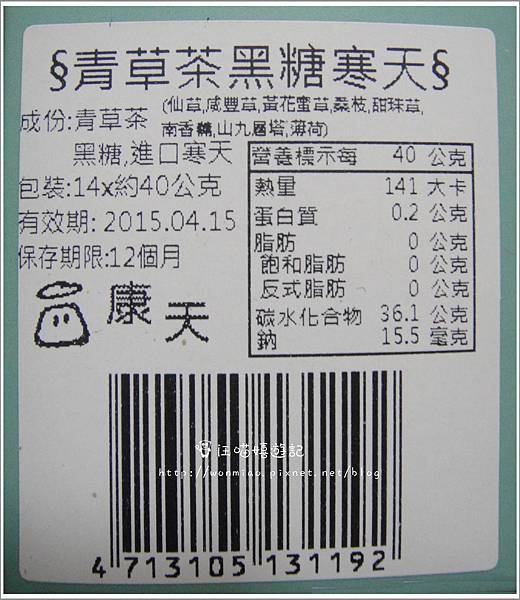 §青草茶黑糖寒天§
成份:青草茶
(仙草,咸豐草,黃花蜜草,桑枝,甜珠草,
南香
,山九層塔,薄荷)
黑糖,進口寒天
包裝:14x約40公克
有效期: 2015.04.15
保存期限:12個月
康天
營養標示每 40 公克
熱量 141 大卡
蛋白質 0.2 公克
脂肪 0 公克
飽和脂肪 0 公克
反式脂肪 0 公克
碳水化合物 36.1 公克
鈉 15.5 毫克
汪喵嬉遊記
http://wonmiao.pixnet.net/blog
4 713105 131192